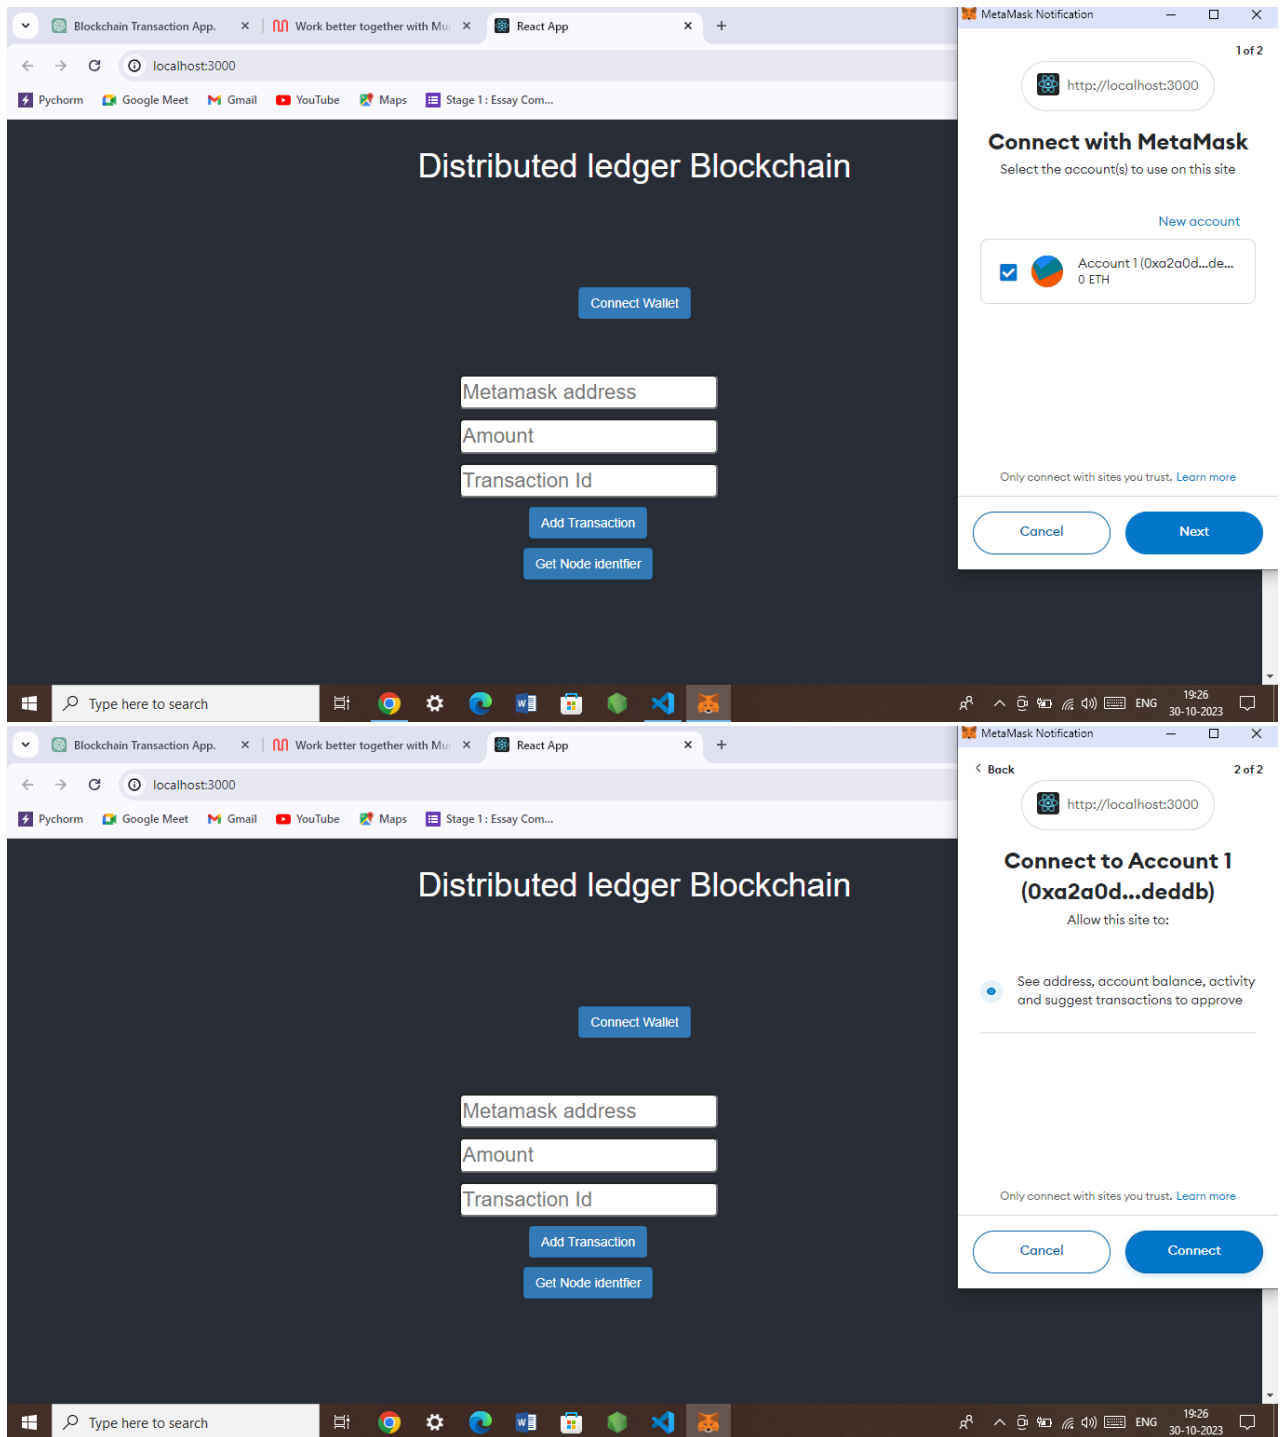 Blockchain Transaction App.
Work better together with Mu
React App
MetaMask Notification
localhost:3000
1 of 2
Pychorm Google Meet Gmail YouTube Maps Stage 1 : Essay Com...
http://localhost:3000
Distributed ledger Blockchain
Connect with MetaMask
Select the account(s) to use on this site
New account
Account 1 (0xa2a0d...de...
0 ETH
Connect Wallet
Metamask address
Amount
Transaction Id
Only connect with sites you trust. Learn more
Add Transaction
Cancel Next
Get Node identfier
Type here to search
ENG
19:26
30-10-2023
Blockchain Transaction App.
Work better together with Mu
React App
MetaMask Notification
localhost:3000
Back 2 of 2
Pychorm Google Meet Gmail YouTube Maps Stage 1 : Essay Com...
http://localhost:3000
Distributed ledger Blockchain
Connect to Account 1
(0xa2a0d...deddb)
Allow this site to:
See address, account balance, activity
and suggest transactions to approve
Connect Wallet
Metamask address
Amount
Transaction Id
Only connect with sites you trust. Learn more
Add Transaction
Cancel Connect
Get Node identfier
Type here to search
ENG
19:26
30-10-2023